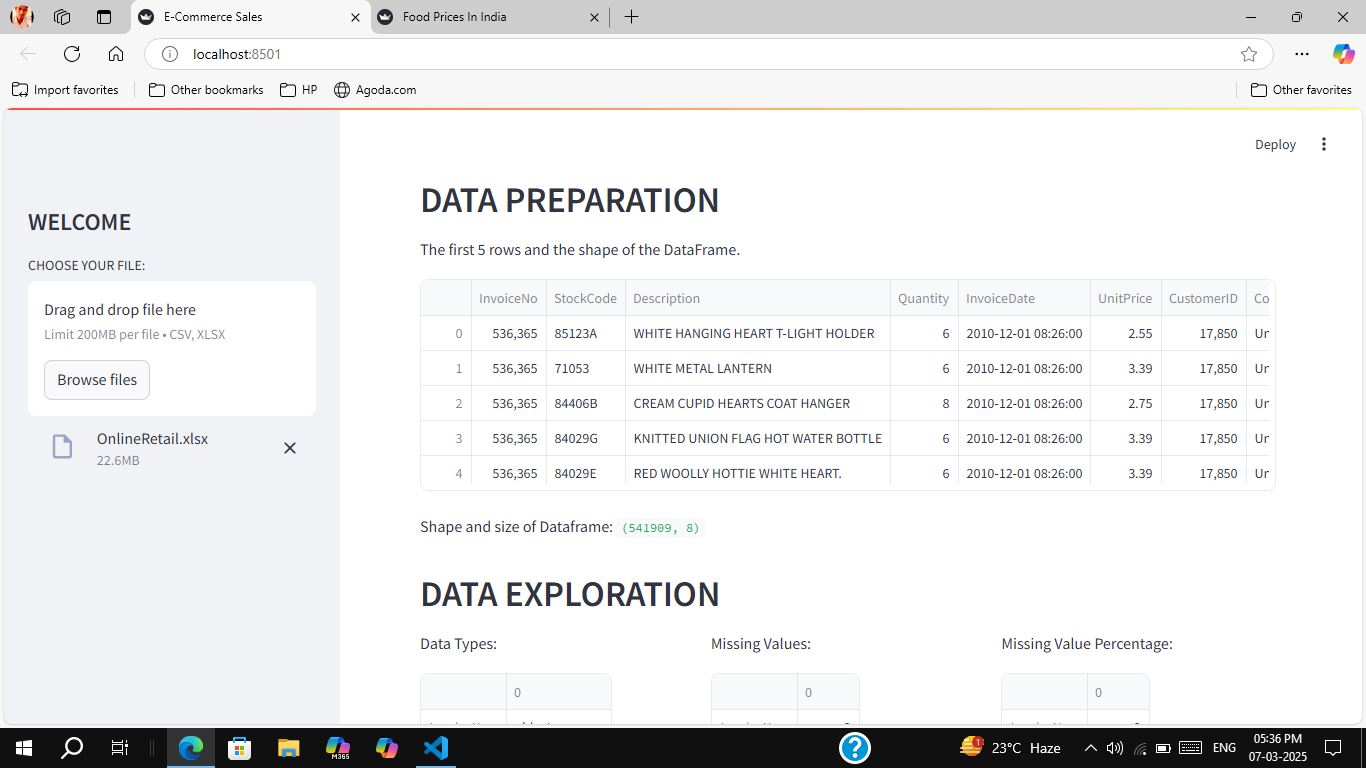 E-Commerce Sales
Food Prices In India
localhost:8501
Import favorites
Other bookmarks
HP
Agoda.com
Other favorites
Deploy
WELCOME
CHOOSE YOUR FILE:
Drag and drop file here
Limit 200MB per file • CSV, XLSX
Browse files
OnlineRetail.xlsx
22.6MB
DATA PREPARATION
The first 5 rows and the shape of the DataFrame.
InvoiceNo StockCode Description Quantity InvoiceDate UnitPrice CustomerID Co
0 536,365 85123A WHITE HANGING HEART T-LIGHT HOLDER 6 2010-12-01 08:26:00 2.55 17,850 Un
1 536,365 71053 WHITE METAL LANTERN 6 2010-12-01 08:26:00 3.39 17,850 Un
2 536,365 84406B CREAM CUPID HEARTS COAT HANGER 8 2010-12-01 08:26:00 2.75 17,850 Un
3 536,365 84029G KNITTED UNION FLAG HOT WATER BOTTLE 6 2010-12-01 08:26:00 3.39 17,850 Un
4 536,365 84029E RED WOOLLY HOTTIE WHITE HEART. 6 2010-12-01 08:26:00 3.39 17,850 Un
Shape and size of Dataframe: (541909, 8)
DATA EXPLORATION
Data Types: Missing Values: Missing Value Percentage:
0 0 0
M365
1
23°C Haze
ENG
05:36 PM
07-03-2025